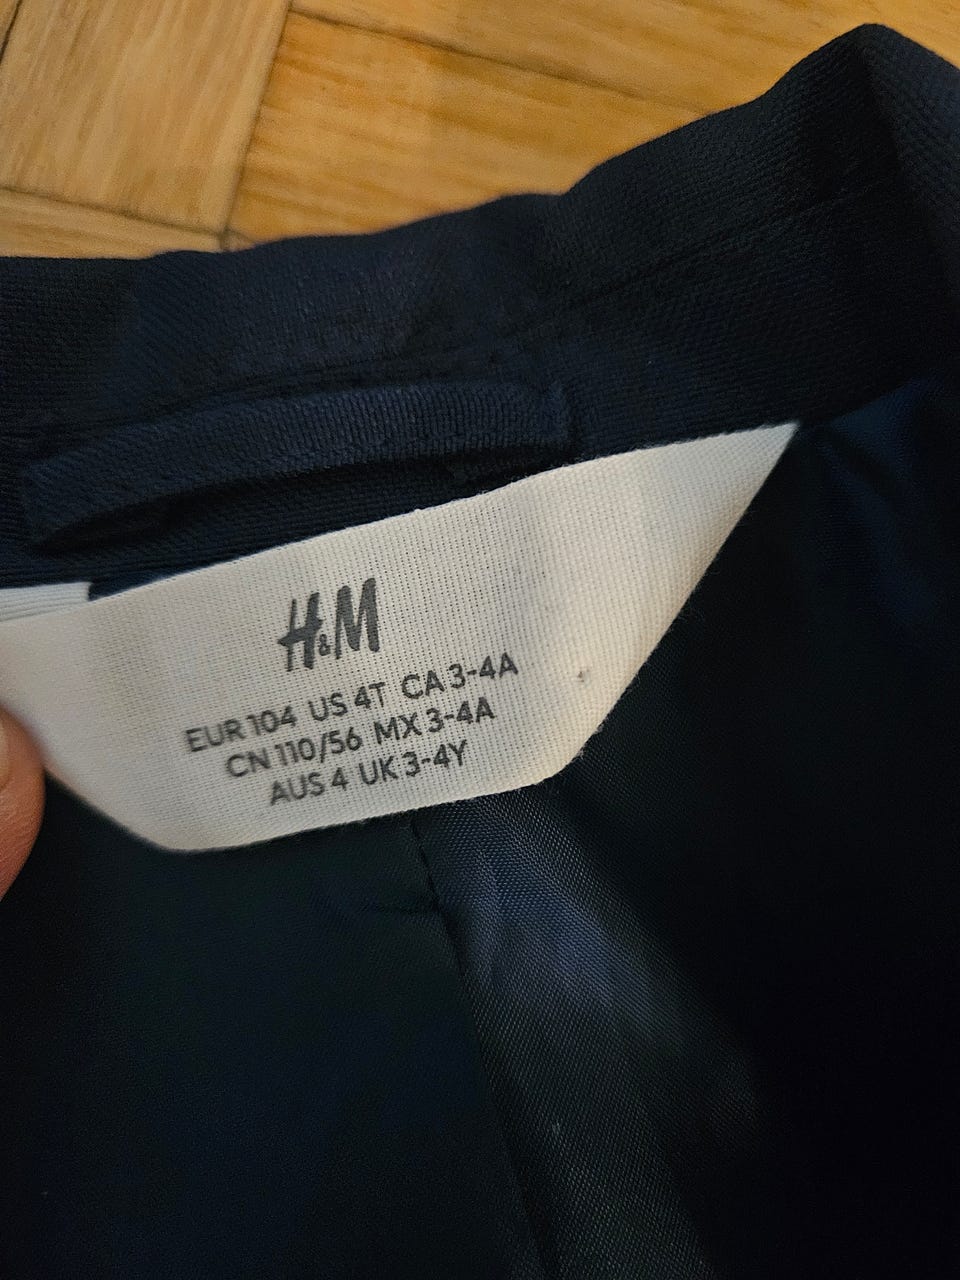 H&M
EUR 104 US 4T CA 3-4A
CN 110/56 MX 3-4A
AUS 4 UK 3-4Y